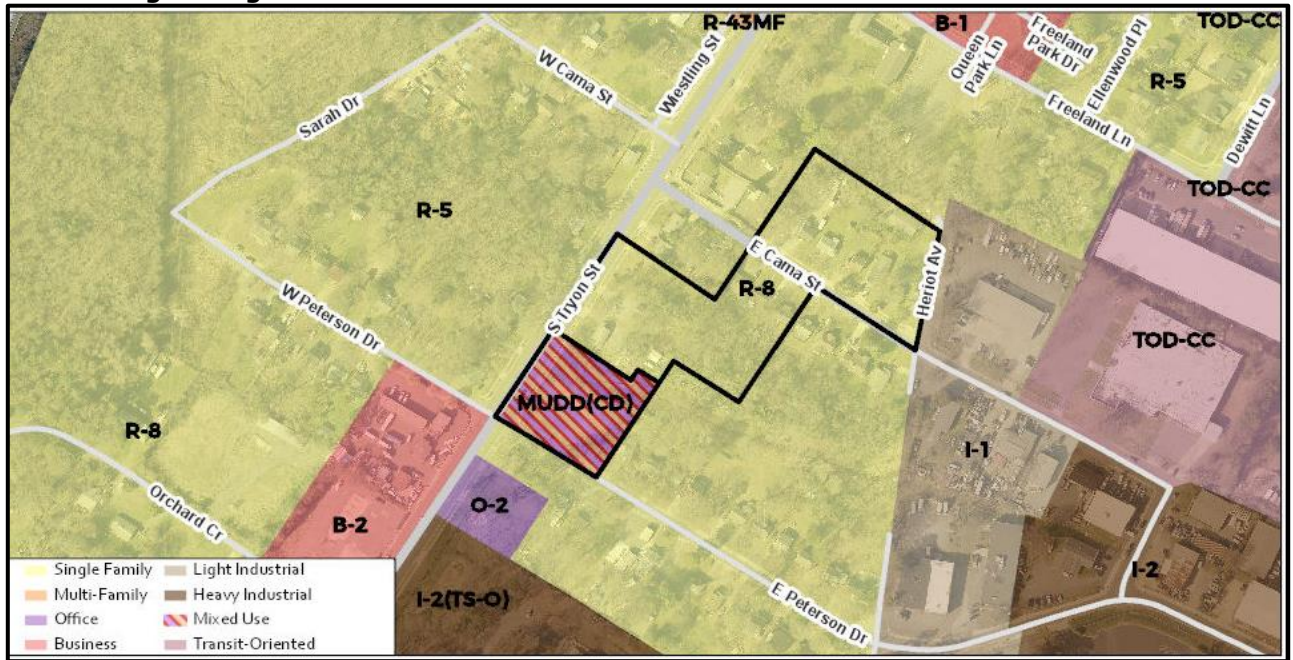 R-43MF
B-1
TOD-CC
Queen
Park Ln
Freeland
Park Dr
Ellenwood Pl
W Cama St
Wiestling St
R-5
Sarah Dr
Freeland Ln
Dewitt Ln
TOD-CC
R-5
E Cama St
R-8
Heriot Av
S Tryon St
W Peterson Dr
TOD-CC
MUDD(CD)
R-8
I-1
Orchard Cr
B-2
O-2
I-2
I-2(TS-O)
E Peterson Dr
Single Family
Light Industrial
Multi-Family
Heavy Industrial
Office
Mixed Use
Business
Transit-Oriented